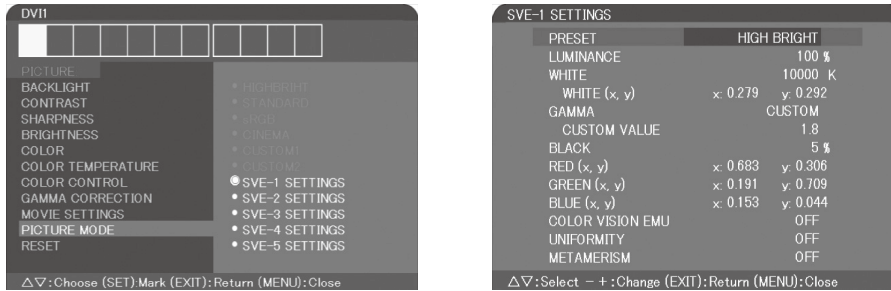 DVI1
PICTURE
BACKLIGHT
CONTRAST
SHARPNESS
BRIGHTNESS
COLOR
COLOR TEMPERATURE
COLOR CONTROL
GAMMA CORRECTION
MOVIE SETTINGS
PICTURE MODE
RESET
• HIGHBRIHT
• STANDARD
• sRGB
• CINEMA
• CUSTOM1
• CUSTOM2
SVE-1 SETTINGS
• SVE-2 SETTINGS
• SVE-3 SETTINGS
• SVE-4 SETTINGS
• SVE-5 SETTINGS
△▽:Choose (SET):Mark (EXIT):Return (MENU):Close
SVE-1 SETTINGS
PRESET HIGH BRIGHT
LUMINANCE 100 %
WHITE 10000 K
WHITE (x, y) x: 0.279 y: 0.292
GAMMA CUSTOM
CUSTOM VALUE 1.8
BLACK 5 %
RED (x, y) x: 0.683 y: 0.306
GREEN (x, y) x: 0.191 y: 0.709
BLUE (x, y) x: 0.153 y: 0.044
COLOR VISION EMU OFF
UNIFORMITY OFF
METAMERISM OFF
△▽:Select －＋:Change (EXIT):Return (MENU):Close